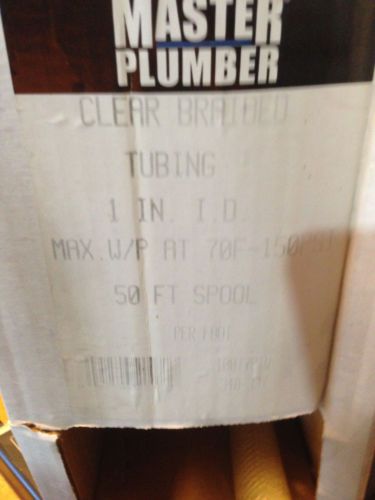 MASTER
PLUMBER
CLEAR BRAIDED
TUBING
1 IN. I.D.
MAX.W/P AT 70F-150PSI
50 FT SPOOL
PER FOOT